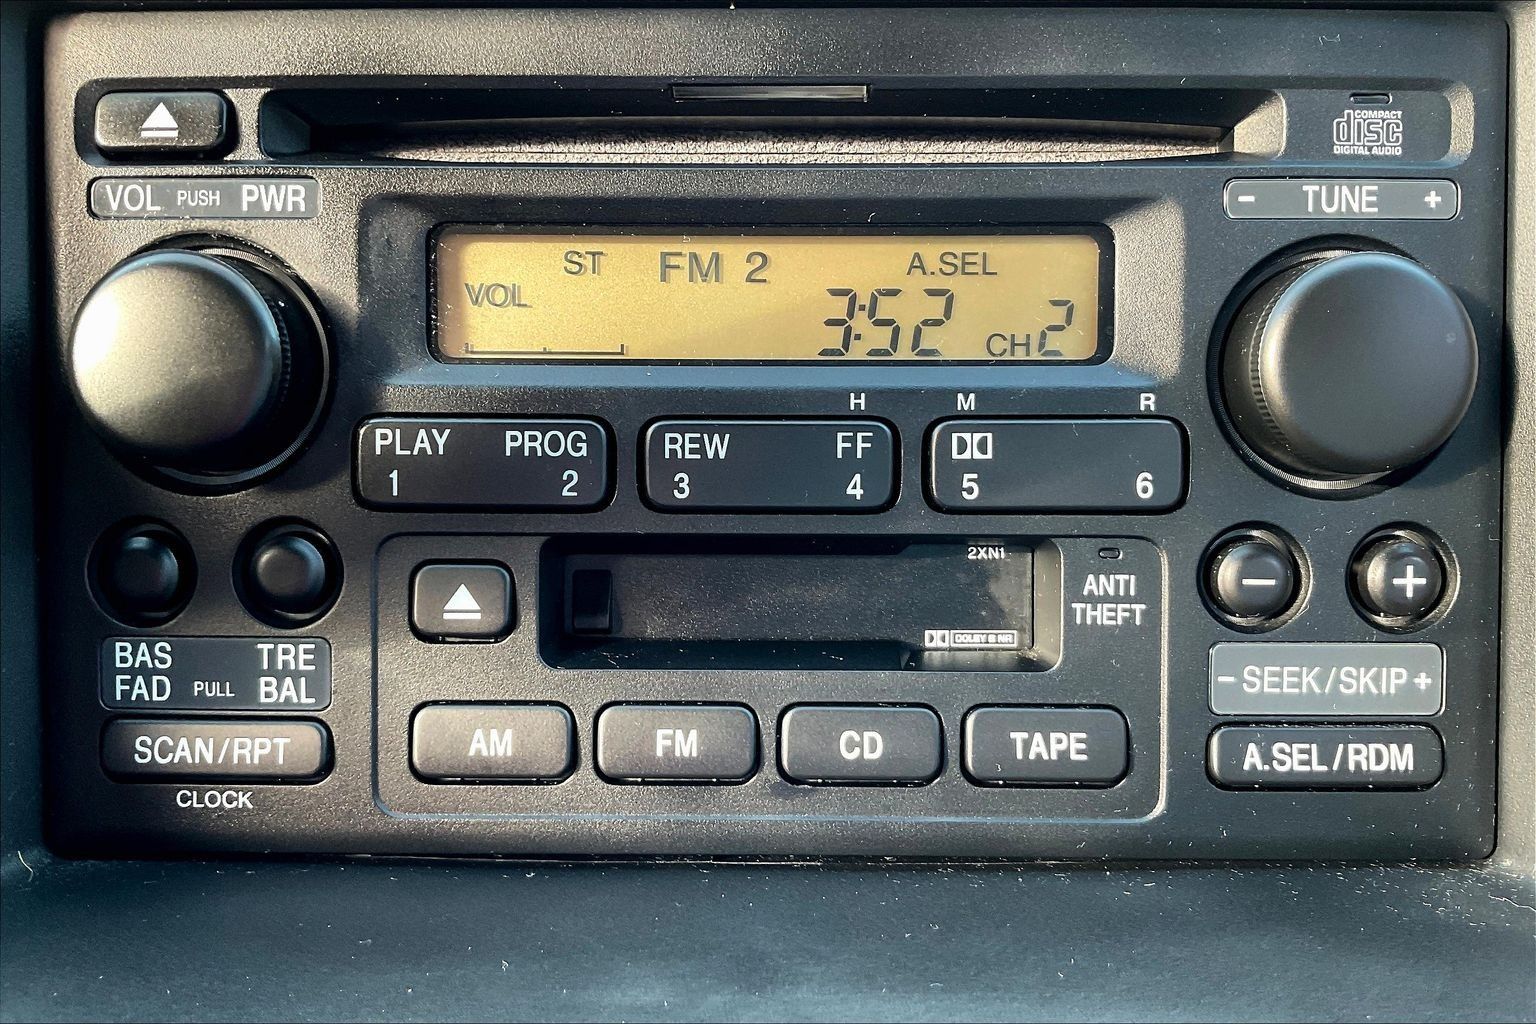 COMPACT
disc
DIGITAL AUDIO
VOL PUSH PWR
- TUNE +
ST FM 2 A.SEL
VOL
3:52 CH 2
H M R
PLAY PROG REW FF
1 2 3 4 5 6
2XN1
ANTI
THEFT
DOLBY B NR
- +
BAS TRE
FAD PULL BAL
- SEEK/SKIP +
SCAN/RPT AM FM CD TAPE A.SEL/RDM
CLOCK